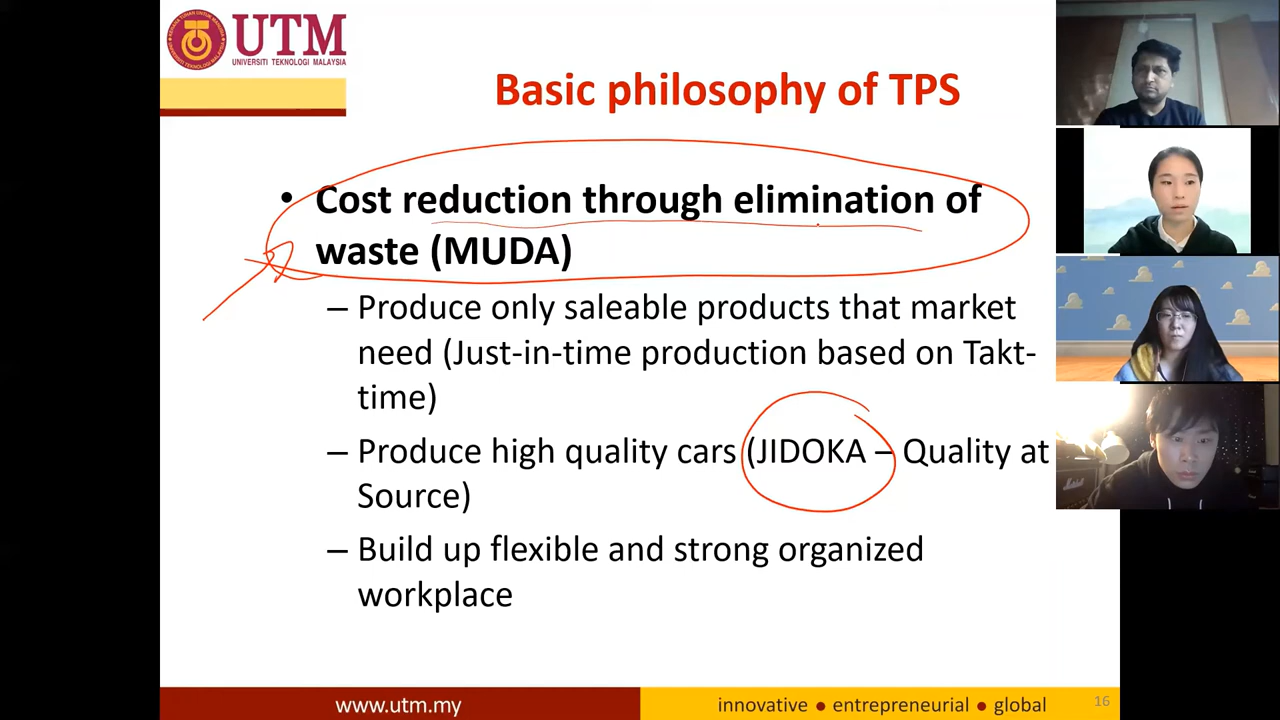 UTM
UNIVERSITI TEKNOLOGI MALAYSIA
Basic philosophy of TPS
• Cost reduction through elimination of
waste (MUDA)
– Produce only saleable products that market
need (Just-in-time production based on Takt-
time)
– Produce high quality cars (JIDOKA – Quality at
Source)
– Build up flexible and strong organized
workplace
www.utm.my
innovative ● entrepreneurial ● global
16